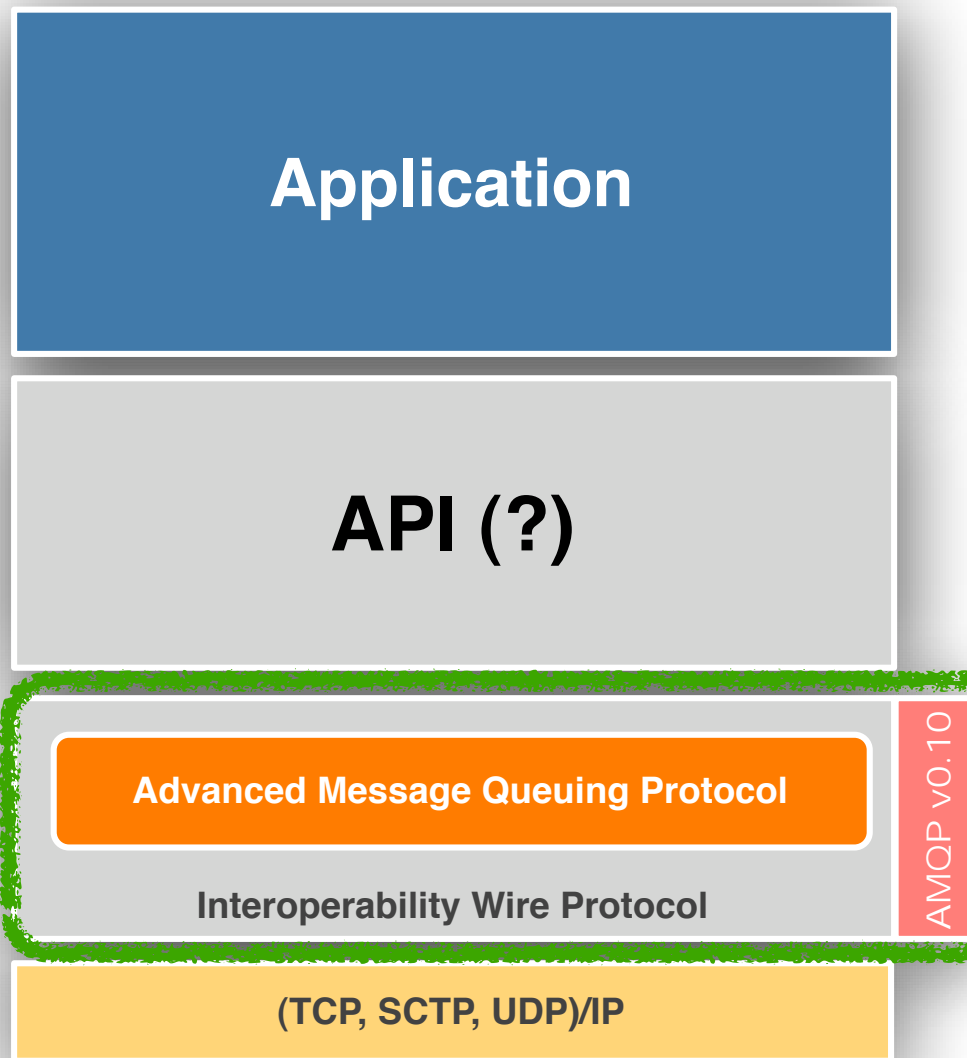 Application
API (?)
Advanced Message Queuing Protocol
AMQP v0.10
Interoperability Wire Protocol
(TCP, SCTP, UDP)/IP